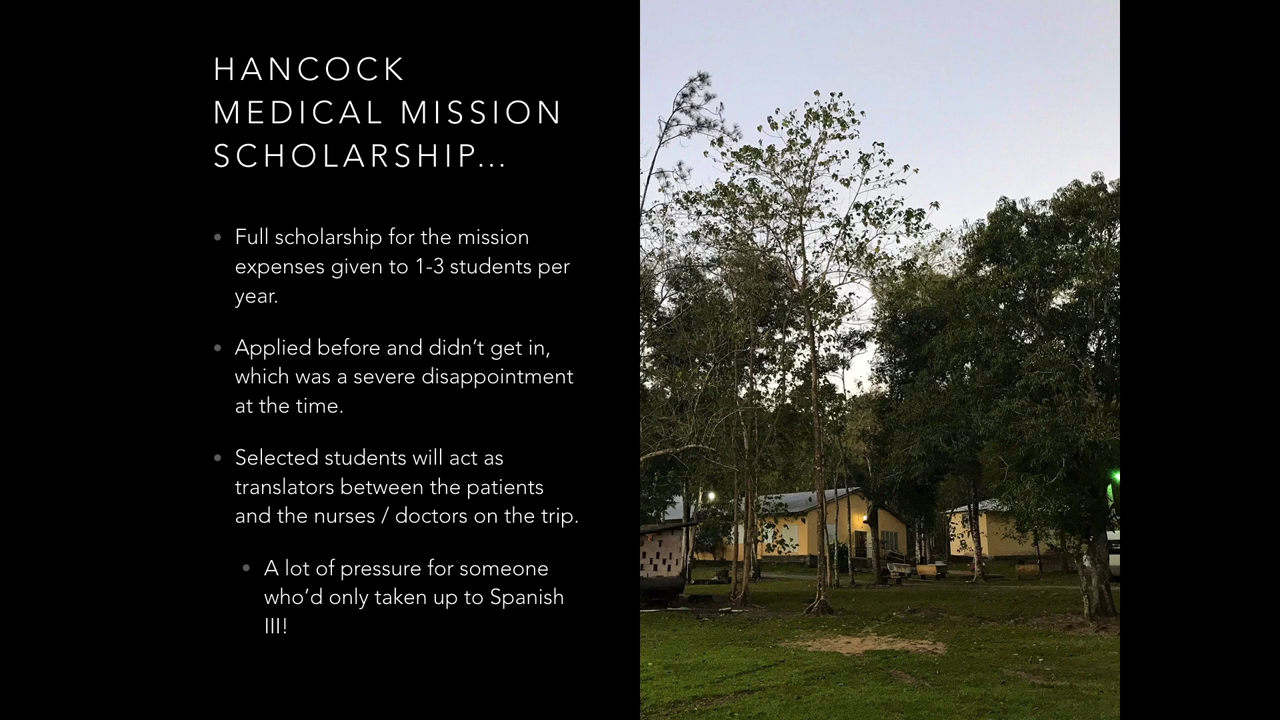 HANCOCK
MEDICAL MISSION
SCHOLARSHIP...
• Full scholarship for the mission
expenses given to 1-3 students per
year.
• Applied before and didn’t get in,
which was a severe disappointment
at the time.
• Selected students will act as
translators between the patients
and the nurses / doctors on the trip.
• A lot of pressure for someone
who’d only taken up to Spanish
III!